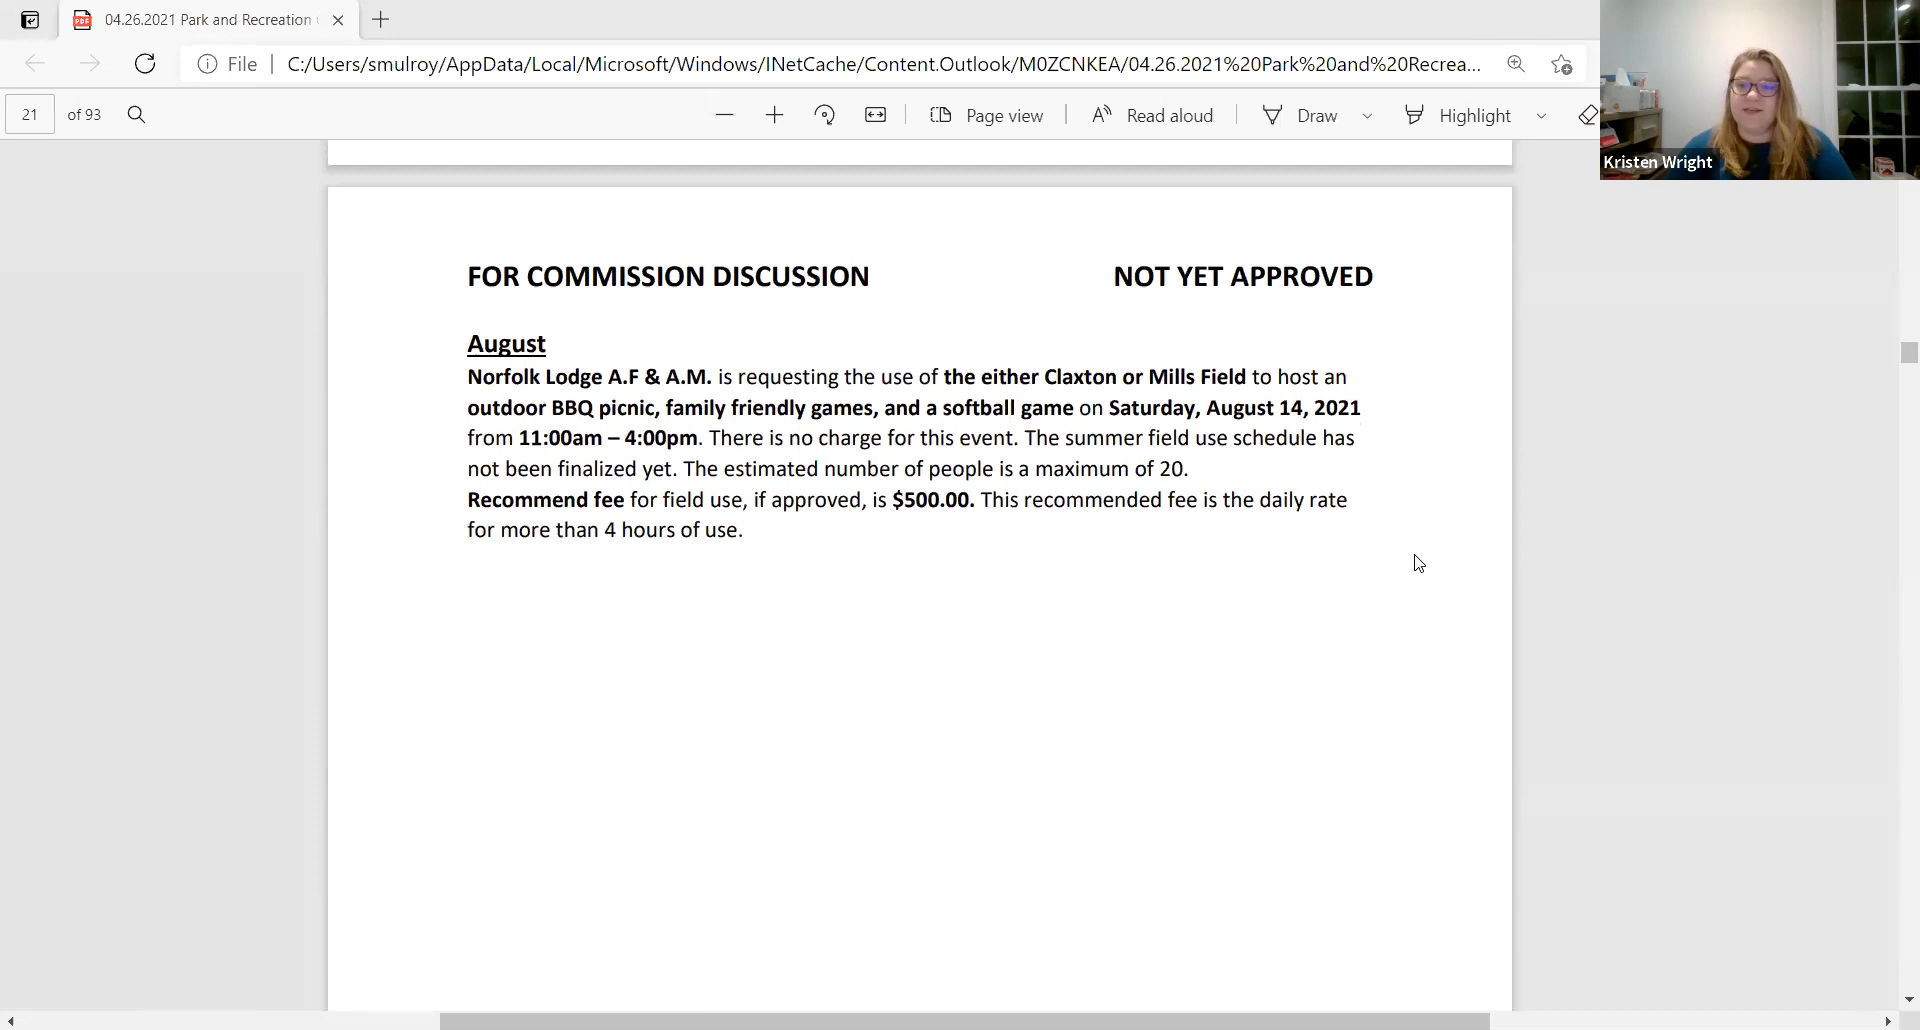 04.26.2021 Park and Recreation
File
C:/Users/smulroy/AppData/Local/Microsoft/Windows/INetCache/Content.Outlook/M0ZCNKEA/04.26.2021%20Park%20and%20Recrea...
21 of 93
Page view
Read aloud
Draw
Highlight
Kristen Wright
FOR COMMISSION DISCUSSION NOT YET APPROVED
August
Norfolk Lodge A.F & A.M. is requesting the use of the either Claxton or Mills Field to host an
outdoor BBQ picnic, family friendly games, and a softball game on Saturday, August 14, 2021
from 11:00am – 4:00pm. There is no charge for this event. The summer field use schedule has
not been finalized yet. The estimated number of people is a maximum of 20.
Recommend fee for field use, if approved, is $500.00. This recommended fee is the daily rate
for more than 4 hours of use.